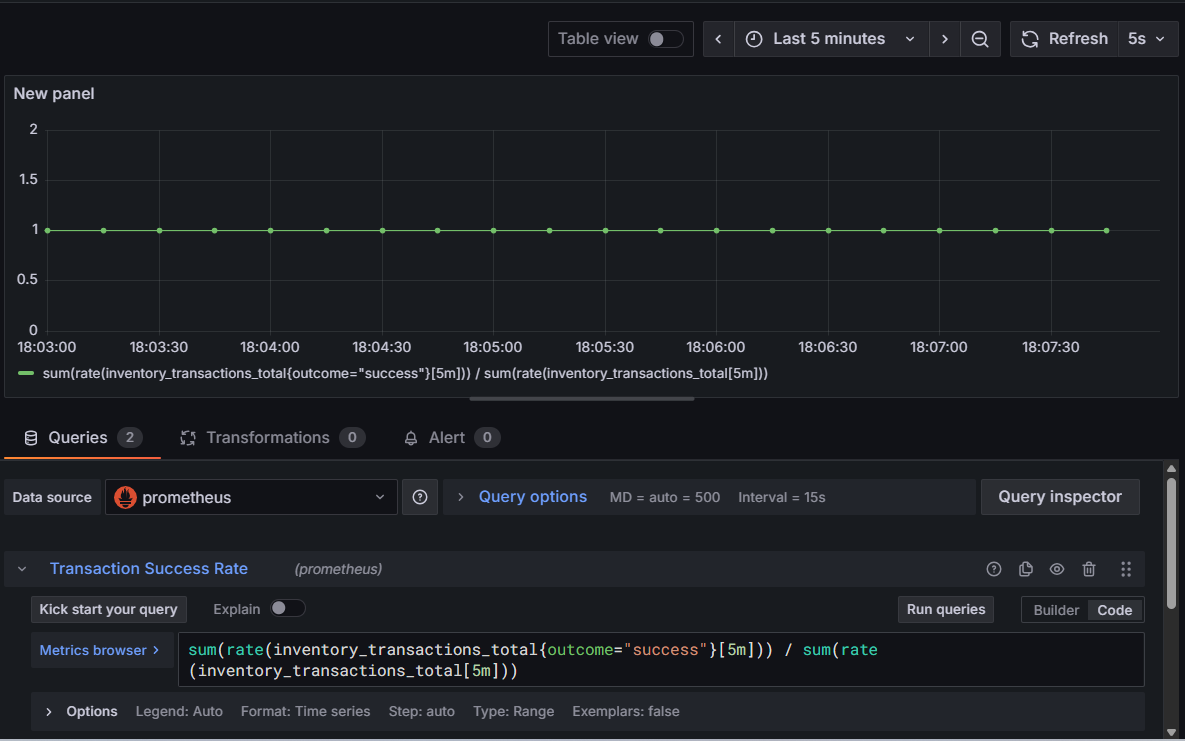 Table view
Last 5 minutes
Refresh
5s
New panel
2
1.5
1
0.5
0
18:03:00 18:03:30 18:04:00 18:04:30 18:05:00 18:05:30 18:06:00 18:06:30 18:07:00 18:07:30
sum(rate(inventory_transactions_total{outcome="success"}[5m])) / sum(rate(inventory_transactions_total[5m]))
Queries 2 Transformations 0 Alert 0
Data source prometheus Query options MD = auto = 500 Interval = 15s Query inspector
Transaction Success Rate (prometheus)
Kick start your query Explain Run queries Builder Code
Metrics browser > sum(rate(inventory_transactions_total{outcome="success"}[5m])) / sum(rate
(inventory_transactions_total[5m]))
Options Legend: Auto Format: Time series Step: auto Type: Range Exemplars: false